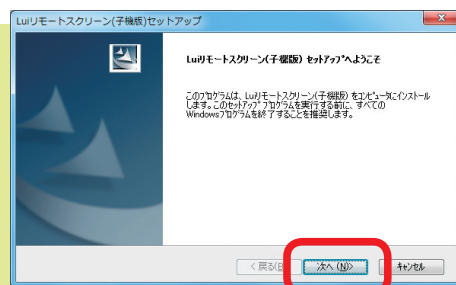 Luiリモートスクリーン(子機版)セットアップ
Luiリモートスクリーン(子機版) セットアップへようこそ
このプログラムは、Luiリモートスクリーン(子機版) をコンピュータにインストール
します。このセットアップ プログラムを実行する前に、すべての
Windowsプログラムを終了することを推奨します。
< 戻る(B
次へ (N)>
キャンセル